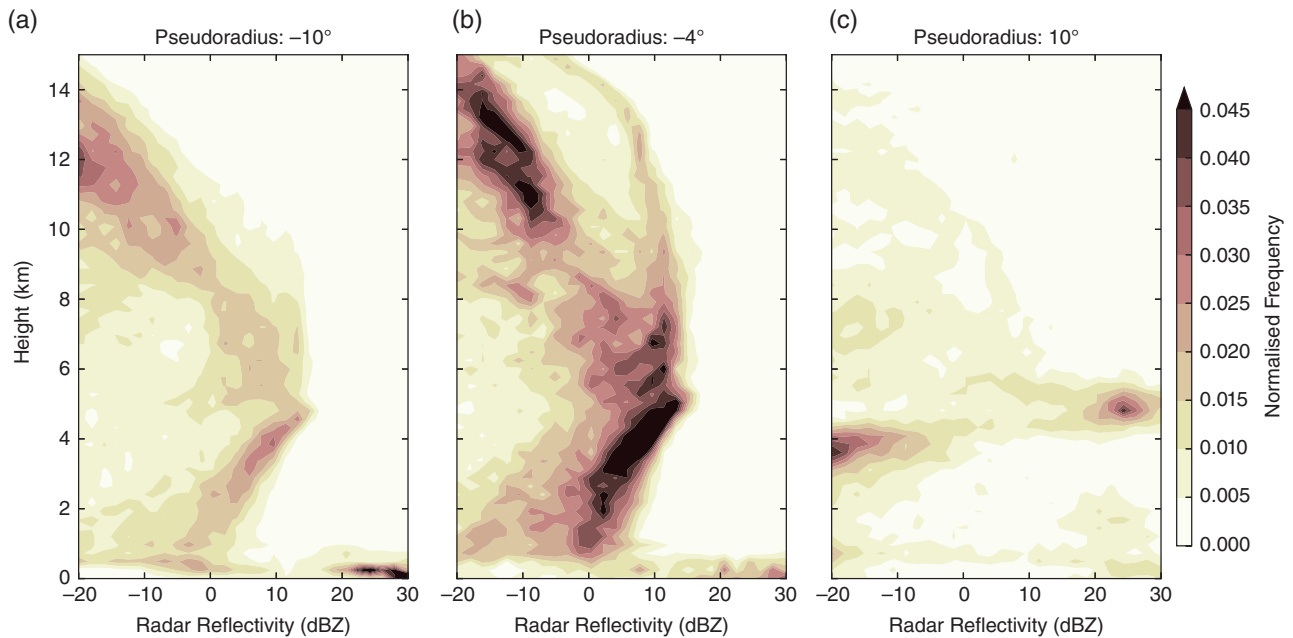 (a) (b) (c)
Pseudoradius: –10° Pseudoradius: –4° Pseudoradius: 10°
14
12
10
8
6
4
2
0
Height (km)
–20 –10 0 10 20 30
–20 –10 0 10 20 30
–20 –10 0 10 20 30
Radar Reflectivity (dBZ) Radar Reflectivity (dBZ) Radar Reflectivity (dBZ)
0.045
0.040
0.035
0.030
0.025
0.020
0.015
0.010
0.005
0.000
Normalised Frequency